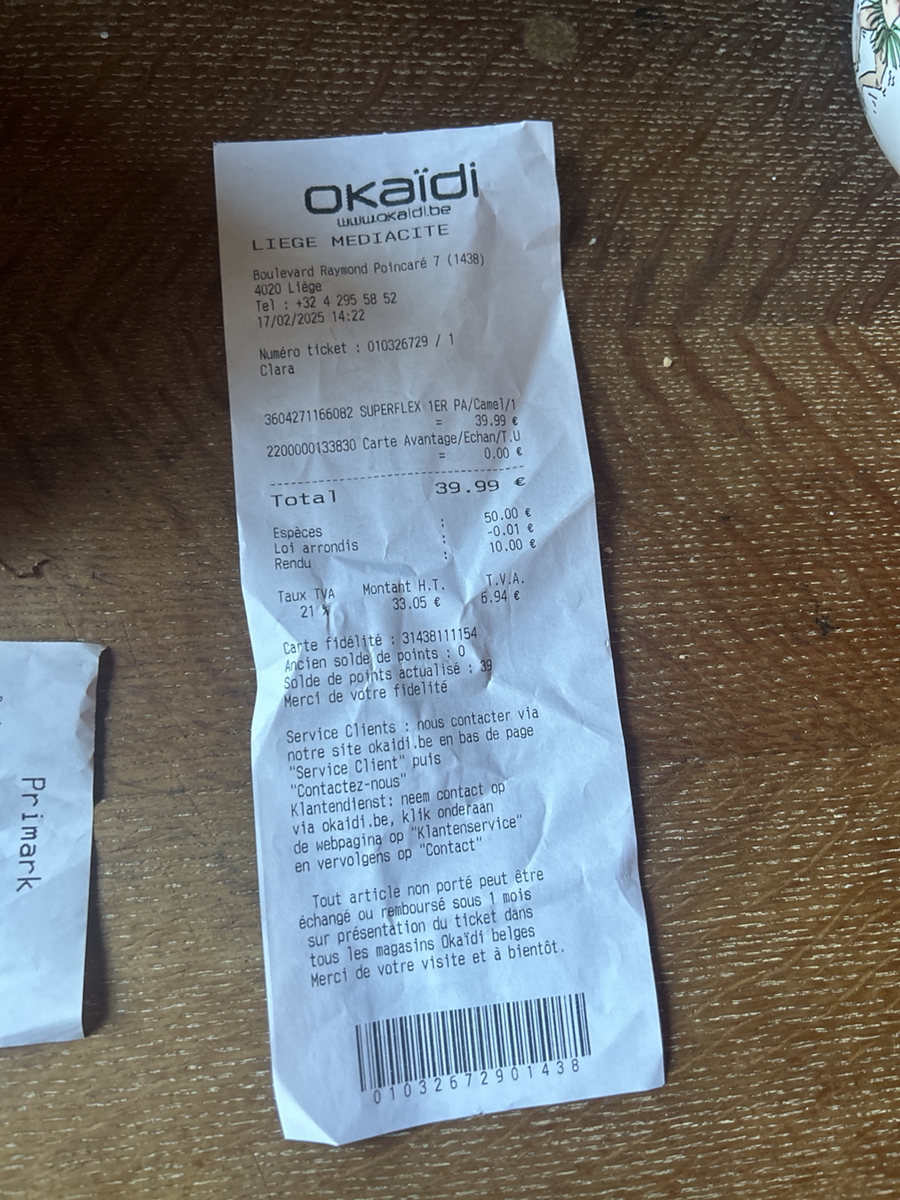 OKaïdi
www.okaidi.be
LIEGE MEDIACITE
Boulevard Raymond Poincaré 7 (1438)
4020 Liège
Tel : +32 4 295 58 52
17/02/2025 14:22
Numéro ticket : 010326729 / 1
Clara
3604271166082 SUPERFLEX 1ER PA/Camel/1
= 39.99 €
2200000133830 Carte Avantage/Echan/T.U
= 0.00 €
Total 39.99 €
Espèces : 50.00 €
Loi arrondis : -0.01 €
Rendu : 10.00 €
Taux TVA Montant H.T. T.V.A.
21 % 33.05 € 6.94 €
Carte fidélité : 31438111154
Ancien solde de points : 0
Solde de points actualisé : 39
Merci de votre fidelité
Service Clients : nous contacter via
notre site okaidi.be en bas de page
"Service Client" puis
"Contactez-nous"
Klantendienst: neem contact op
via okaidi.be, klik onderaan
de webpagina op "Klantenservice"
en vervolgens op "Contact"
Tout article non porté peut être
échangé ou remboursé sous 1 mois
sur présentation du ticket dans
tous les magasins Okaïdi belges
Merci de votre visite et à bientôt.
01032672901438
Primark